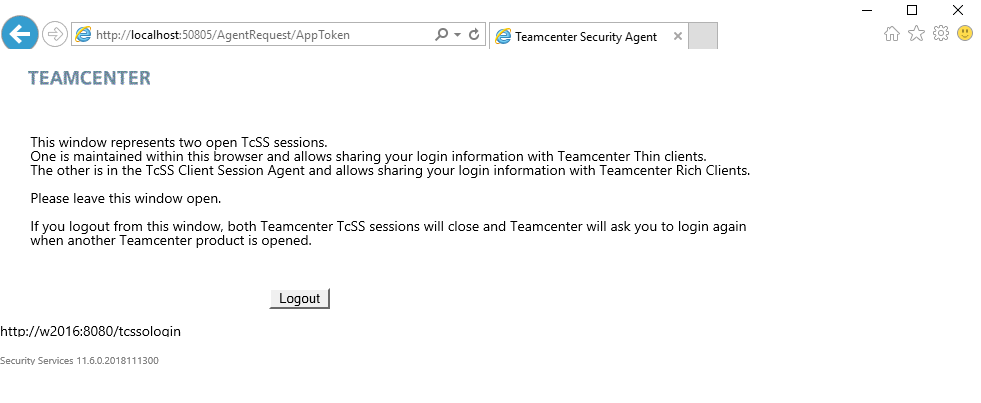 http://localhost:50805/AgentRequest/AppToken
Teamcenter Security Agent
TEAMCENTER
This window represents two open TcSS sessions.
One is maintained within this browser and allows sharing your login information with Teamcenter Thin clients.
The other is in the TcSS Client Session Agent and allows sharing your login information with Teamcenter Rich Clients.
Please leave this window open.
If you logout from this window, both Teamcenter TcSS sessions will close and Teamcenter will ask you to login again
when another Teamcenter product is opened.
Logout
http://w2016:8080/tcssologin
Security Services 11.6.0.2018111300